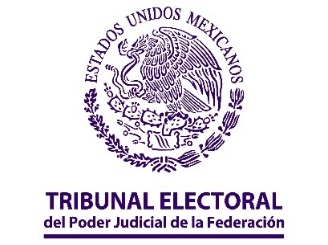 ESTADOS UNIDOS MEXICANOS
TRIBUNAL ELECTORAL
del Poder Judicial de la Federación